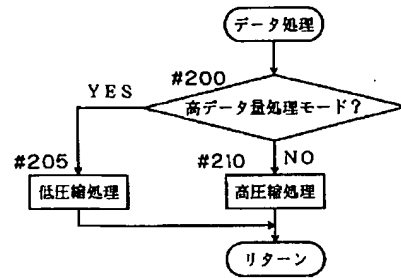 データ処理
#200
YES
高データ量処理モード?
#205
#210
NO
低圧縮処理
高圧縮処理
リターン